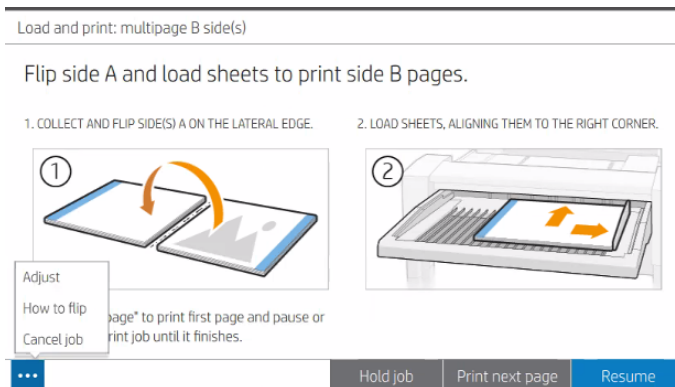 Load and print: multipage B side(s)
Flip side A and load sheets to print side B pages.
1. COLLECT AND FLIP SIDE(S) A ON THE LATERAL EDGE.
2. LOAD SHEETS, ALIGNING THEM TO THE RIGHT CORNER.
1
2
Adjust
How to flip
Cancel job
page" to print first page and pause or
print job until it finishes.
Hold job
Print next page
Resume